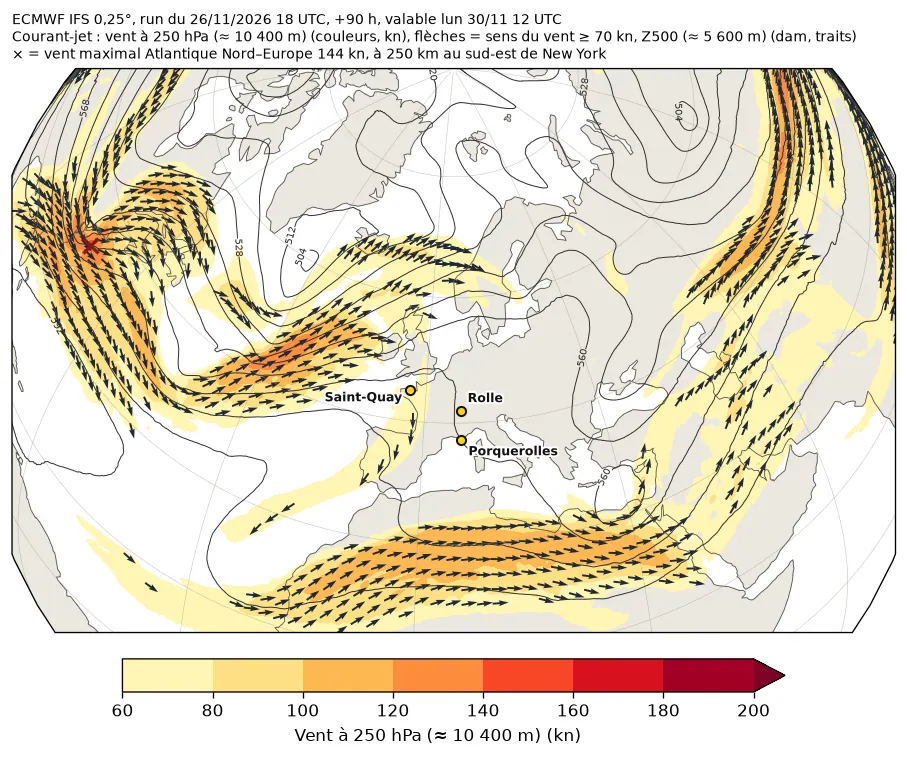 ECMWF IFS 0,25°, run du 26/11/2026 18 UTC, +90 h, valable lun 30/11 12 UTC
Courant-jet : vent à 250 hPa (≈ 10 400 m) (couleurs, kn), flèches = sens du vent ≥ 70 kn, Z500 (≈ 5 600 m) (dam, traits)
× = vent maximal Atlantique Nord–Europe 144 kn, à 250 km au sud-est de New York
568
528
504
512
504
528
560
560
Saint-Quay
Rolle
Porquerolles
60 80 100 120 140 160 180 200
Vent à 250 hPa (≈ 10 400 m) (kn)